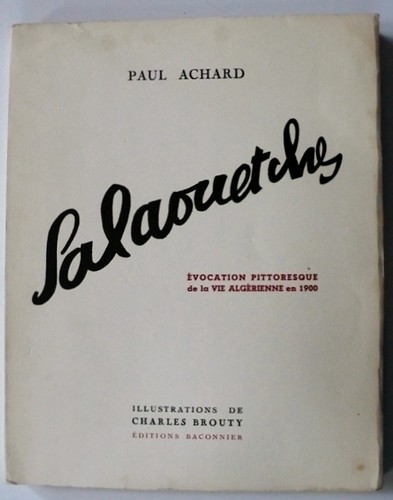 PAUL ACHARD
Salaouetches
ÉVOCATION PITTORESQUE
de la VIE ALGÉRIENNE en 1900
ILLUSTRATIONS DE
CHARLES BROUTY
ÉDITIONS BACONNIER